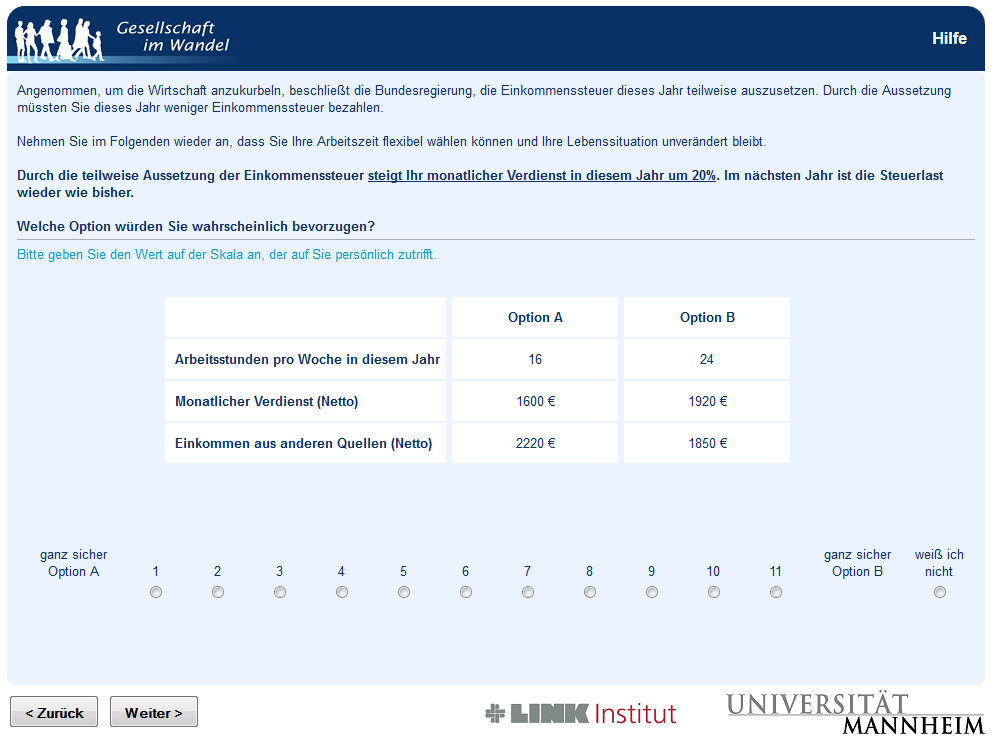 Gesellschaft
im Wandel
Hilfe
Angenommen, um die Wirtschaft anzukurbeln, beschließt die Bundesregierung, die Einkommenssteuer dieses Jahr teilweise auszusetzen. Durch die Aussetzung
müssten Sie dieses Jahr weniger Einkommenssteuer bezahlen.
Nehmen Sie im Folgenden wieder an, dass Sie Ihre Arbeitszeit flexibel wählen können und Ihre Lebenssituation unverändert bleibt.
Durch die teilweise Aussetzung der Einkommenssteuer steigt Ihr monatlicher Verdienst in diesem Jahr um 20%. Im nächsten Jahr ist die Steuerlast
wieder wie bisher.
Welche Option würden Sie wahrscheinlich bevorzugen?
Bitte geben Sie den Wert auf der Skala an, der auf Sie persönlich zutrifft.
Option A Option B
Arbeitsstunden pro Woche in diesem Jahr 16 24
Monatlicher Verdienst (Netto) 1600 € 1920 €
Einkommen aus anderen Quellen (Netto) 2220 € 1850 €
ganz sicher ganz sicher weiß ich
Option A 1 2 3 4 5 6 7 8 9 10 11 Option B nicht
< Zurück Weiter >
LINK Institut
UNIVERSITÄT
MANNHEIM